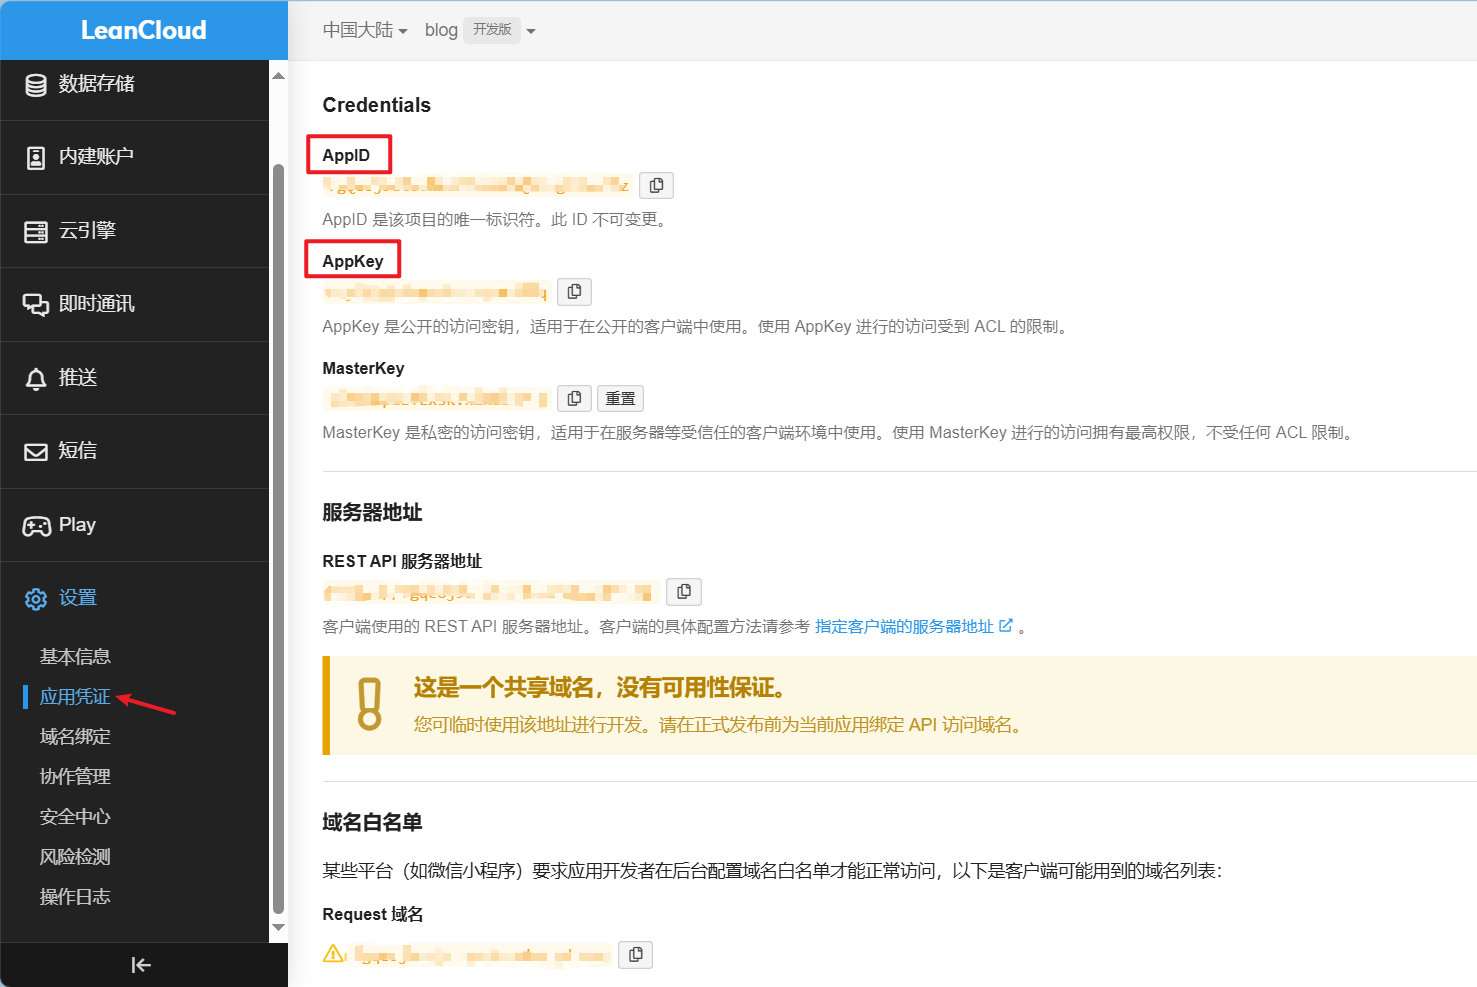 LeanCloud
中国大陆
blog
开发版
数据存储
内建账户
云引擎
即时通讯
推送
短信
Play
设置
基本信息
应用凭证
域名绑定
协作管理
安全中心
风险检测
操作日志
Credentials
AppID
AppID 是该项目的唯一标识符。此 ID 不可变更。
AppKey
AppKey 是公开的访问密钥，适用于在公开的客户端中使用。使用 AppKey 进行的访问受到 ACL 的限制。
MasterKey
重置
MasterKey 是私密的访问密钥，适用于在服务器等受信任的客户端环境中使用。使用 MasterKey 进行的访问拥有最高权限，不受任何 ACL 限制。
服务器地址
REST API 服务器地址
客户端使用的 REST API 服务器地址。客户端的具体配置方法请参考 指定客户端的服务器地址 。
这是一个共享域名，没有可用性保证。
您可临时使用该地址进行开发。请在正式发布前为当前应用绑定 API 访问域名。
域名白名单
某些平台（如微信小程序）要求应用开发者在后台配置域名白名单才能正常访问，以下是客户端可能用到的域名列表：
Request 域名